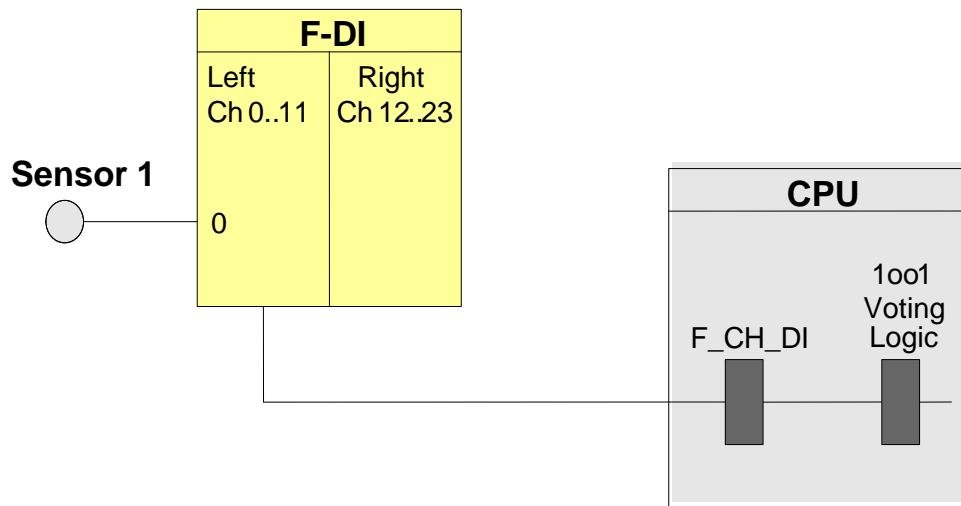 F-DI
Left
Ch 0..11
Right
Ch 12..23
Sensor 1
0
CPU
1oo1
Voting
Logic
F_CH_DI